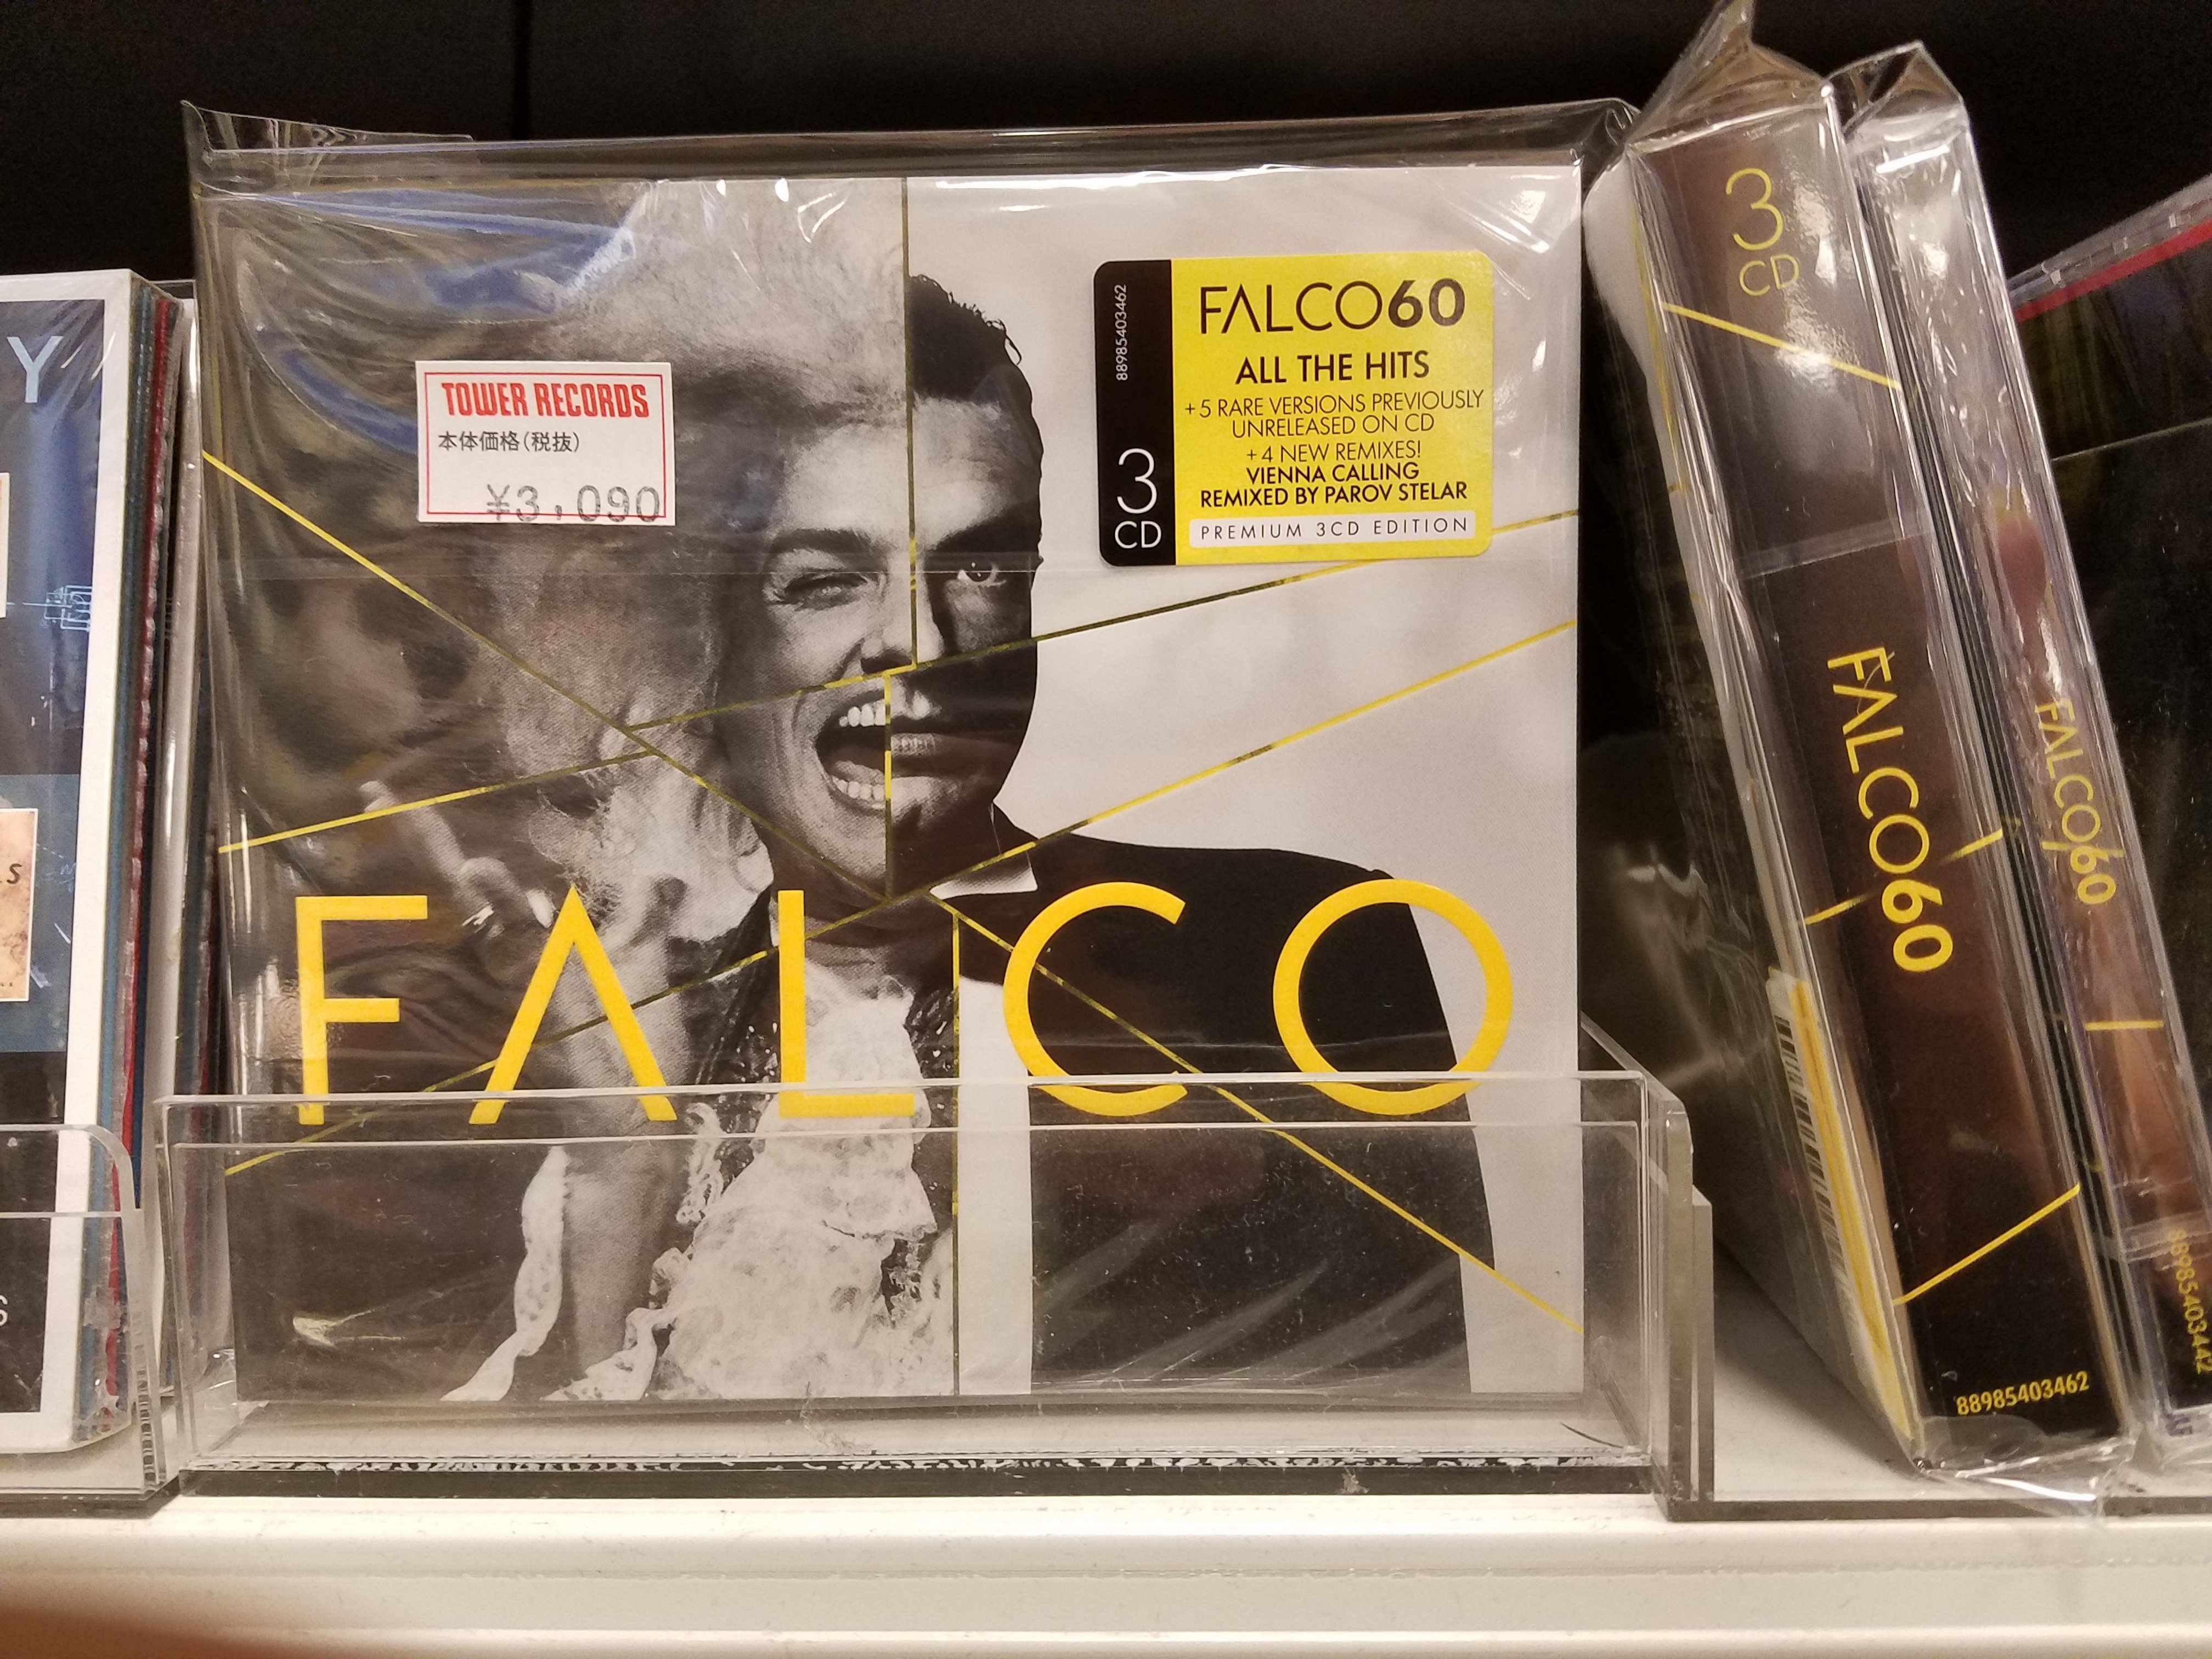 Y
TOWER RECORDS
本体価格(税抜)
¥3,090
88985403462
3
CD
FALCO60
ALL THE HITS
+5 RARE VERSIONS PREVIOUSLY
UNRELEASED ON CD
+4 NEW REMIXES!
VIENNA CALLING
REMIXED BY PAROV STELAR
PREMIUM 3CD EDITION
FALCO
3
CD
FALCO60
88985403462
FALCO60
88985403442
S
S